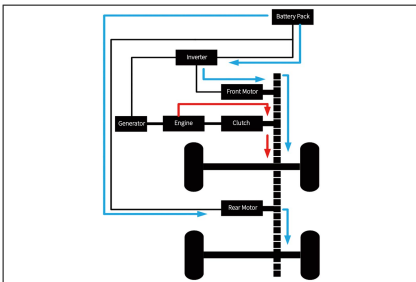 Battery Pack
Inverter
Front Motor
Generator
Engine
Clutch
Rear Motor